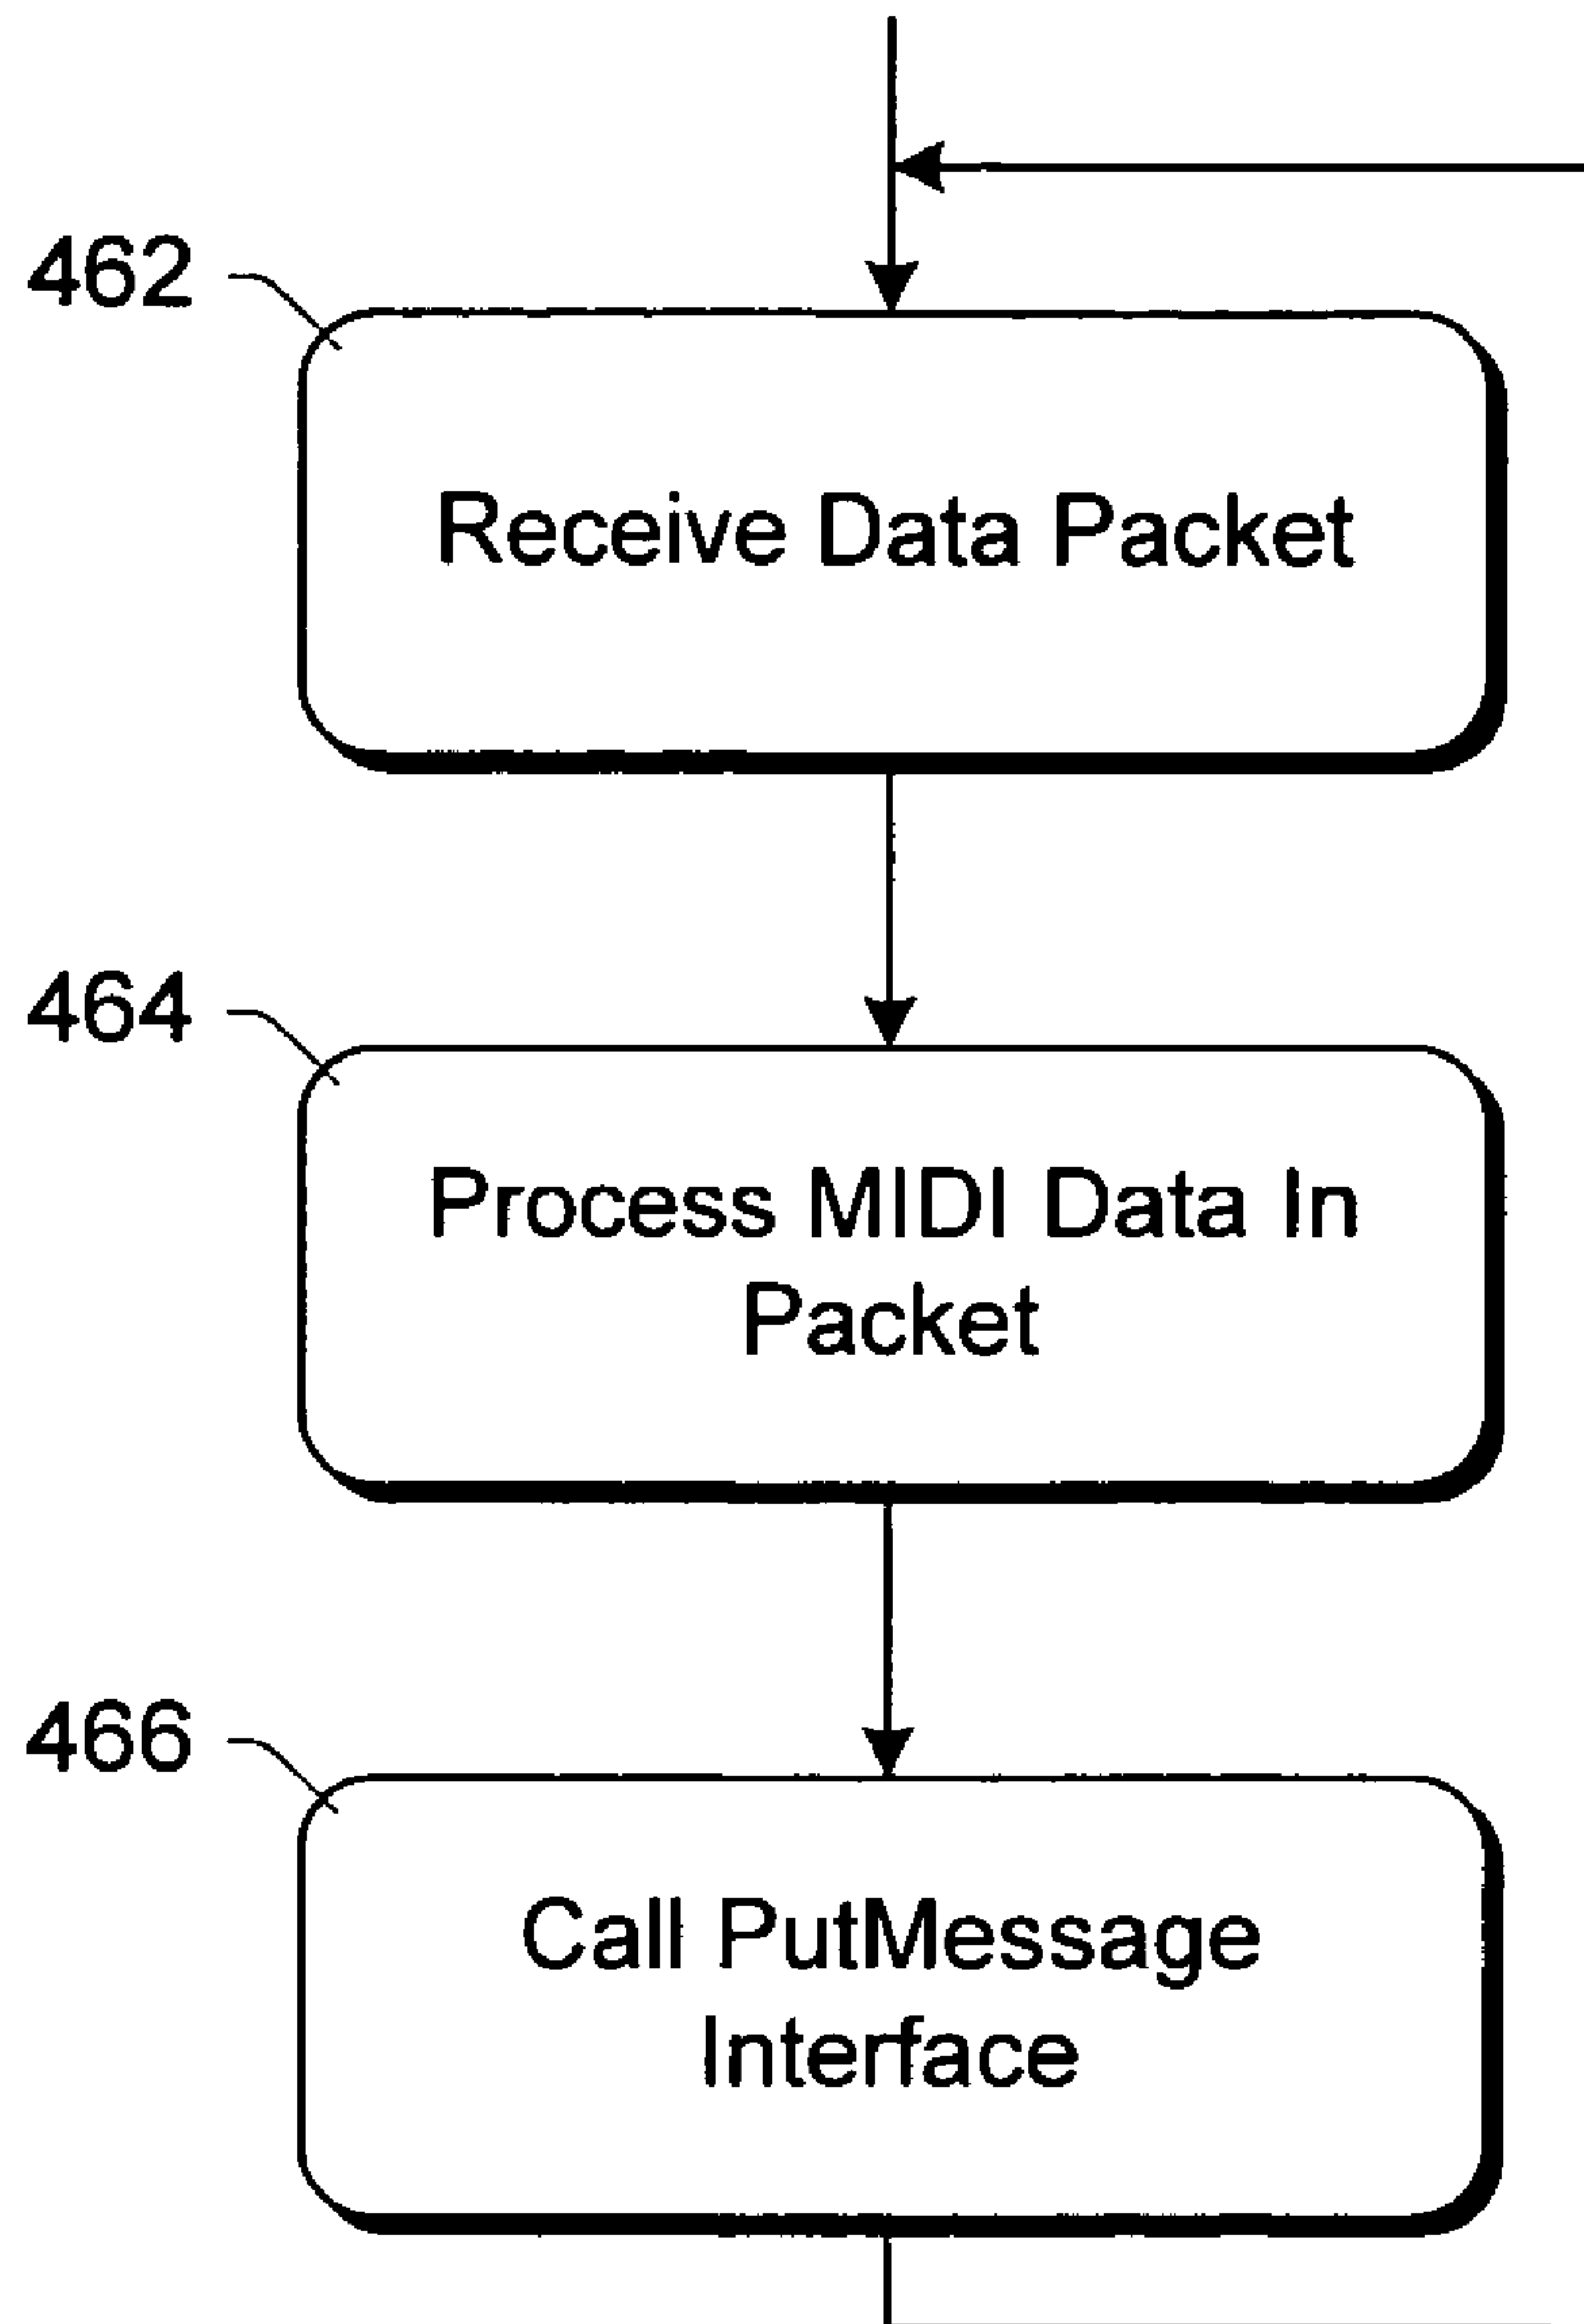 462
Receive Data Packet
464
Process MIDI Data In
Packet
466
Call PutMessage
Interface